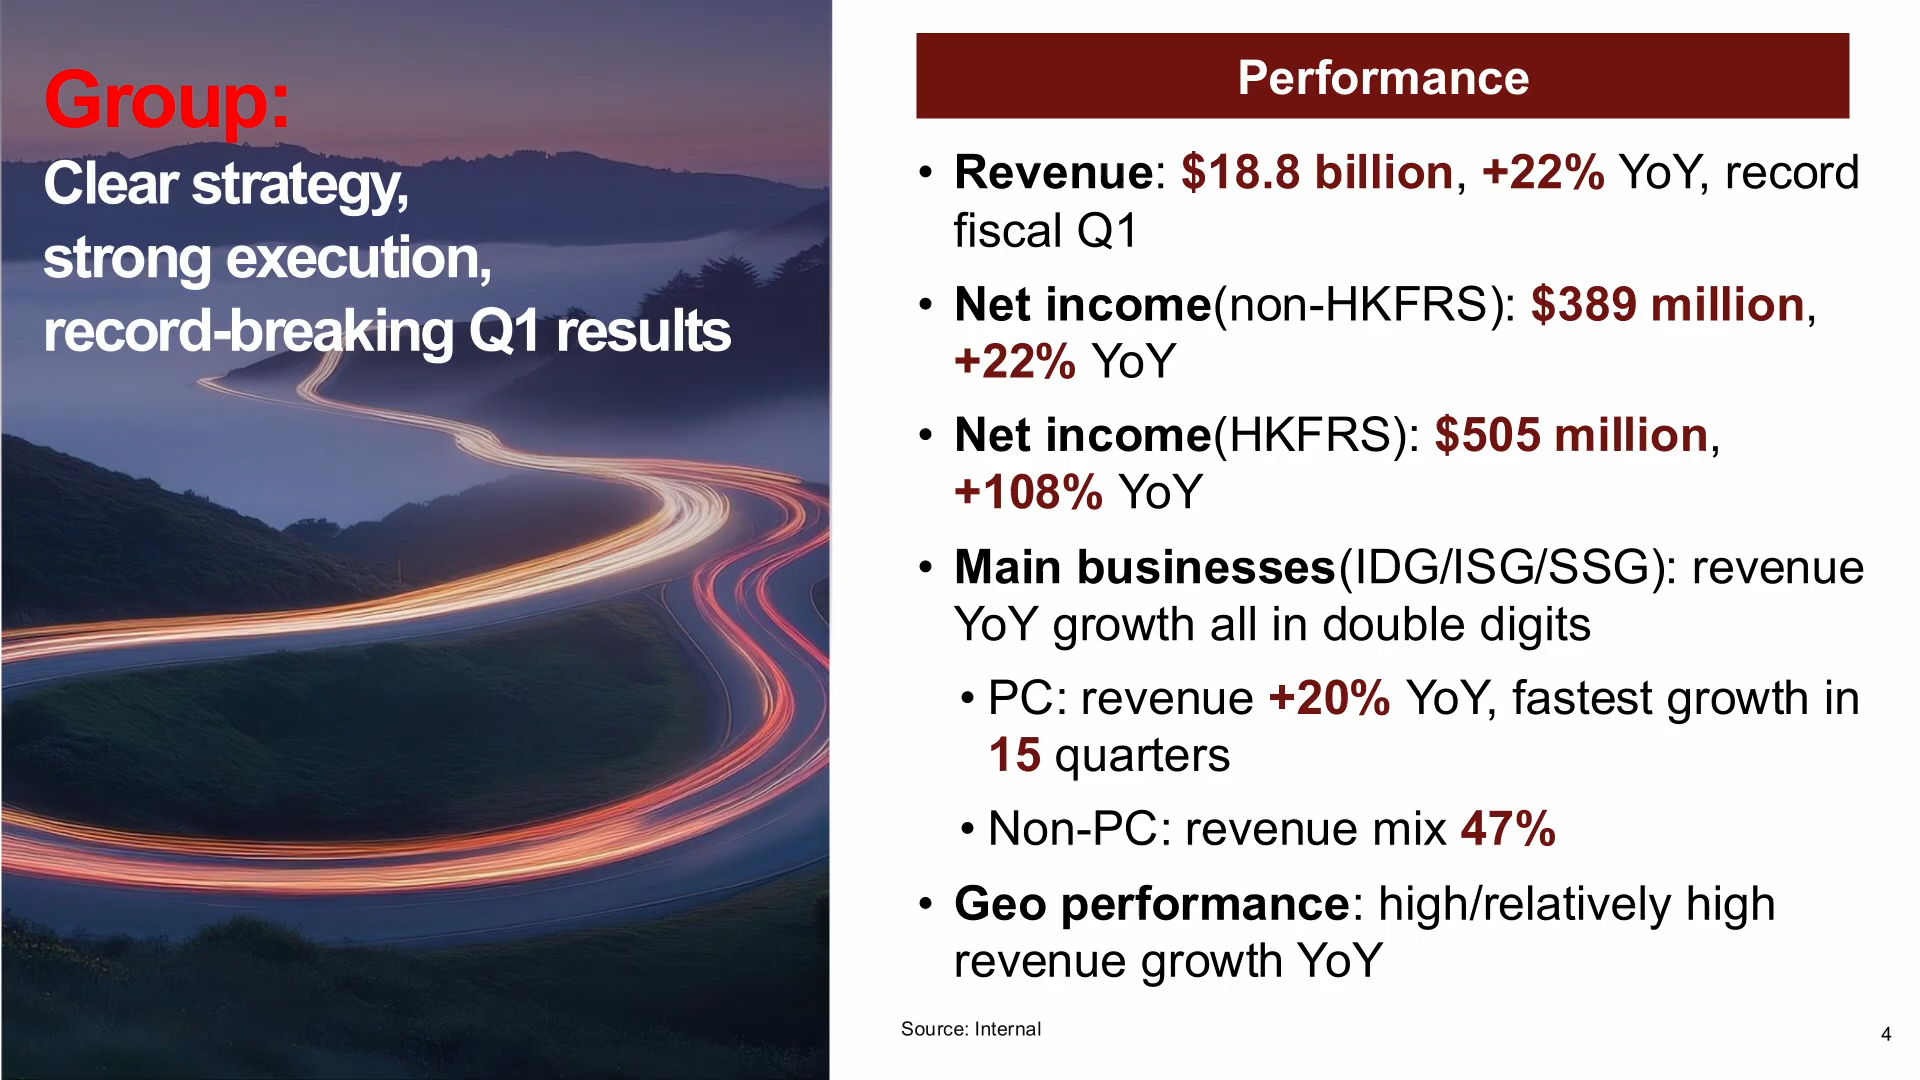 Group:
Clear strategy,
strong execution,
record-breaking Q1 results
Performance
• Revenue: $18.8 billion, +22% YoY, record
fiscal Q1
• Net income(non-HKFRS): $389 million,
+22% YoY
• Net income(HKFRS): $505 million,
+108% YoY
• Main businesses(IDG/ISG/SSG): revenue
YoY growth all in double digits
• PC: revenue +20% YoY, fastest growth in
15 quarters
• Non-PC: revenue mix 47%
• Geo performance: high/relatively high
revenue growth YoY
Source: Internal
4